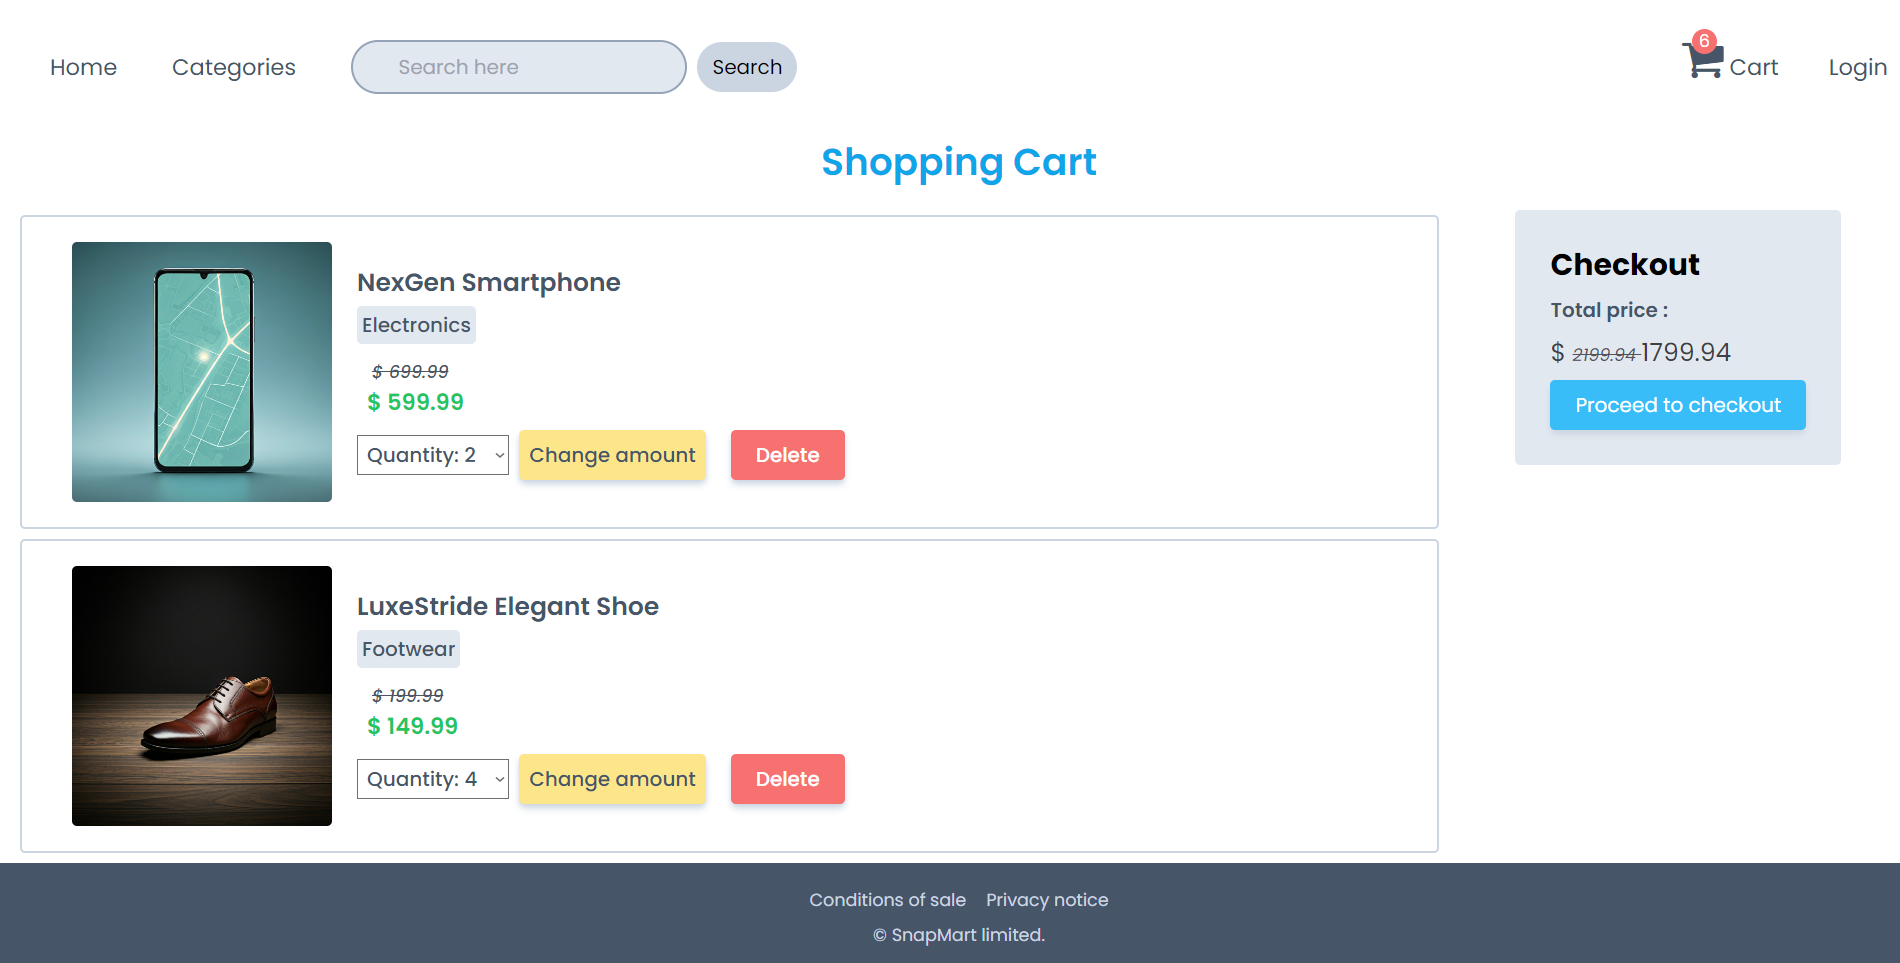 Home
Categories
Search here
Search
6
Cart
Login
Shopping Cart
NexGen Smartphone
Electronics
$ 699.99
$ 599.99
Quantity: 2
Change amount
Delete
LuxeStride Elegant Shoe
Footwear
$ 199.99
$ 149.99
Quantity: 4
Change amount
Delete
Checkout
Total price :
$ 2199.94 1799.94
Proceed to checkout
Conditions of sale
Privacy notice
© SnapMart limited.